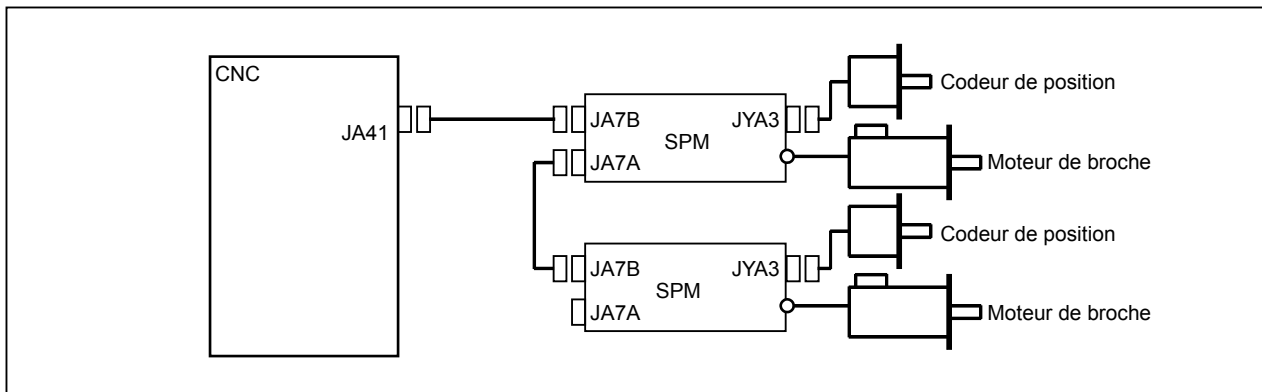 CNC
JA41
JA7B
JYA3
SPM
JA7A
Codeur de position
Moteur de broche
JA7B
JYA3
SPM
JA7A
Codeur de position
Moteur de broche